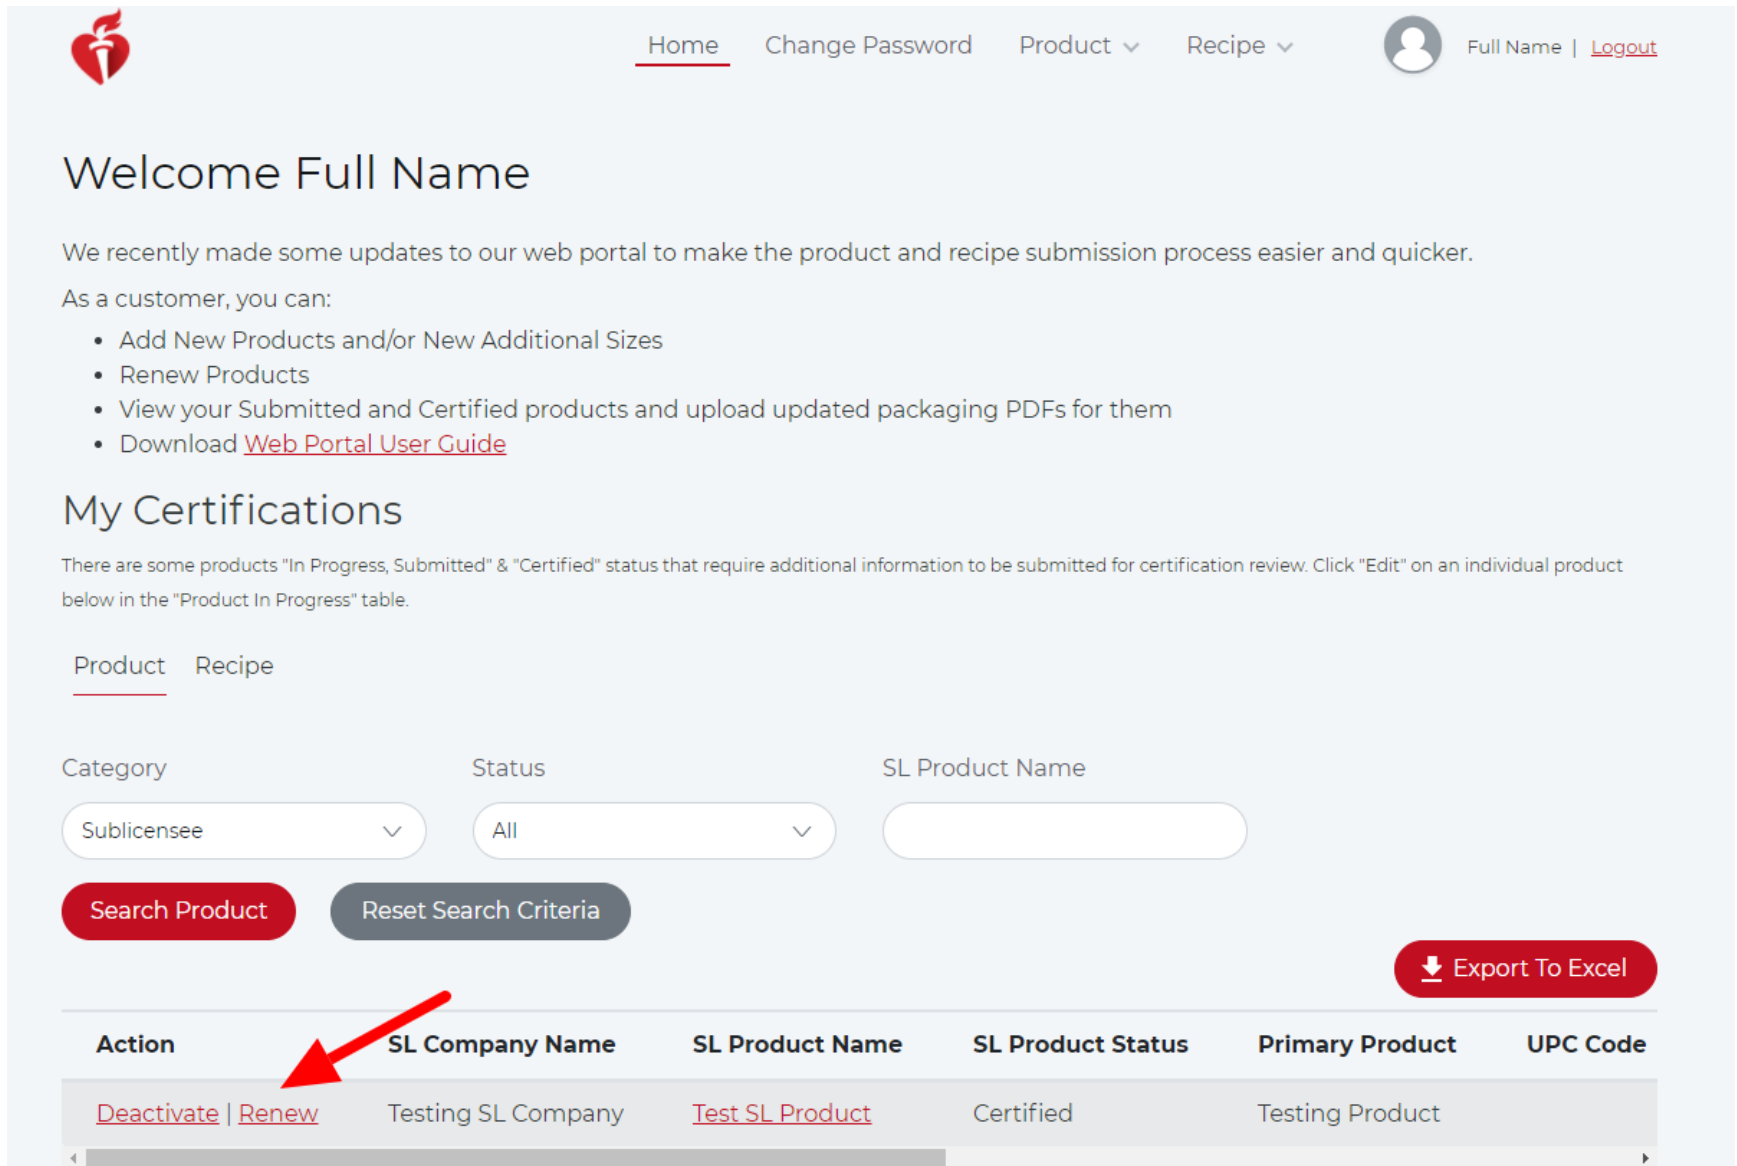 Home Change Password Product Recipe Full Name | Logout
Welcome Full Name
We recently made some updates to our web portal to make the product and recipe submission process easier and quicker.
As a customer, you can:
• Add New Products and/or New Additional Sizes
• Renew Products
• View your Submitted and Certified products and upload updated packaging PDFs for them
• Download Web Portal User Guide
My Certifications
There are some products "In Progress, Submitted" & "Certified" status that require additional information to be submitted for certification review. Click "Edit" on an individual product
below in the "Product In Progress" table.
Product Recipe
Category Status SL Product Name
Sublicensee All
Search Product Reset Search Criteria
Export To Excel
Action SL Company Name SL Product Name SL Product Status Primary Product UPC Code
Deactivate | Renew Testing SL Company Test SL Product Certified Testing Product